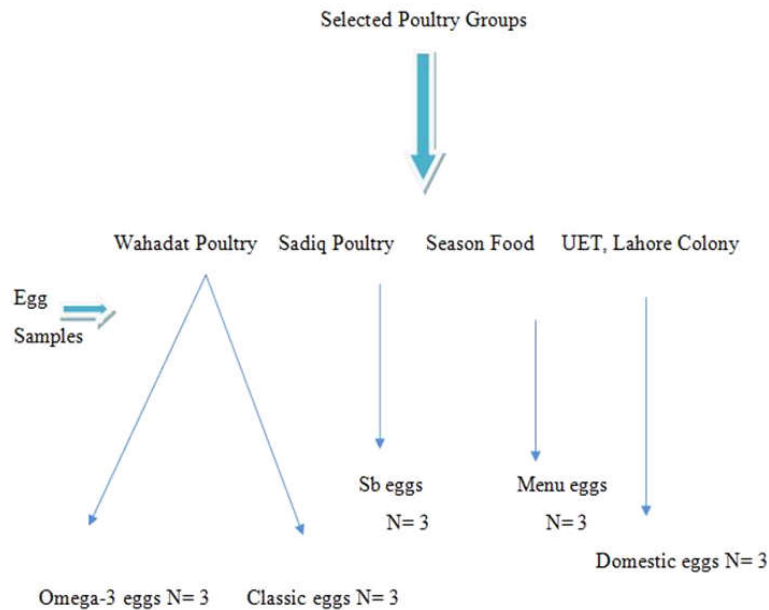 Selected Poultry Groups
Wahadat Poultry Sadiq Poultry Season Food UET, Lahore Colony
Egg
Samples
Sb eggs
N= 3
Menu eggs
N= 3
Domestic eggs N= 3
Omega-3 eggs N= 3 Classic eggs N= 3